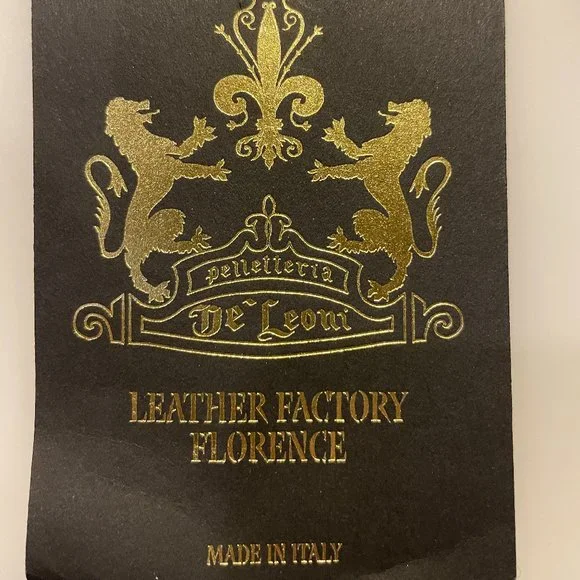 pelletteria
De' Leoni
LEATHER FACTORY
FLORENCE
MADE IN ITALY